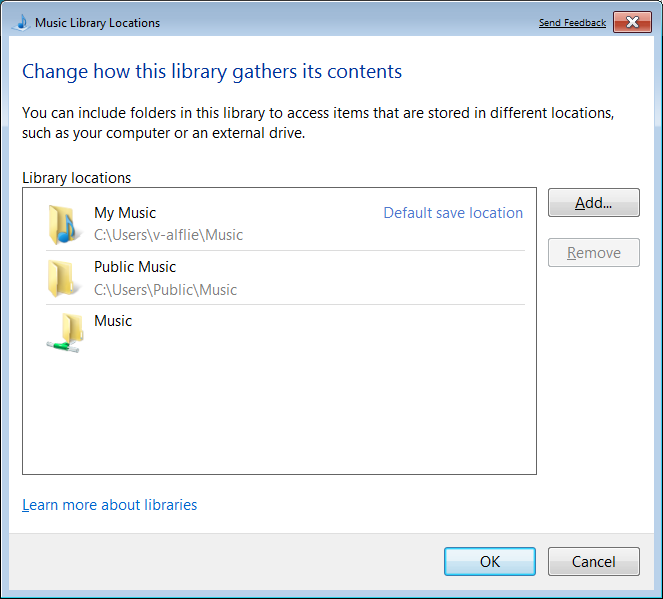 Music Library Locations
Send Feedback
Change how this library gathers its contents
You can include folders in this library to access items that are stored in different locations,
such as your computer or an external drive.
Library locations
My Music
Default save location
C:\Users\v-alflie\Music
Public Music
C:\Users\Public\Music
Music
Add...
Remove
Learn more about libraries
OK
Cancel